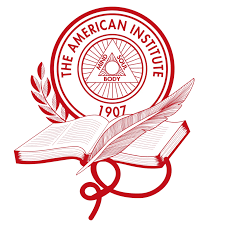 THE AMERICAN INSTITUTE
MIND
SOUL
BODY
1907